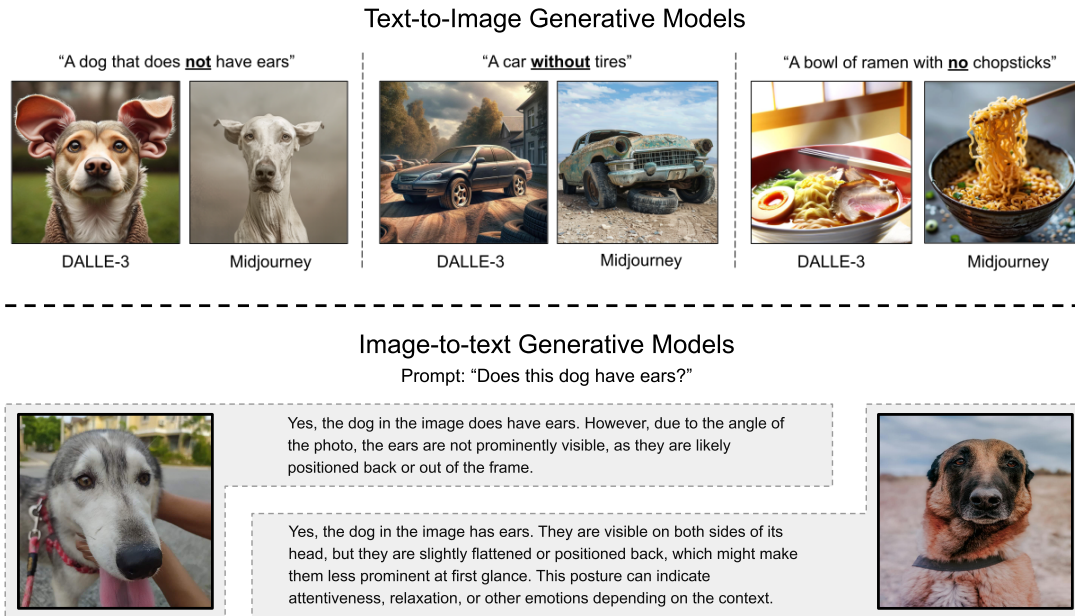 Text-to-Image Generative Models
“A dog that does not have ears”
“A car without tires”
“A bowl of ramen with no chopsticks”
DALLE-3
Midjourney
DALLE-3
Midjourney
DALLE-3
Midjourney
Image-to-text Generative Models
Prompt: “Does this dog have ears?”
Yes, the dog in the image does have ears. However, due to the angle of
the photo, the ears are not prominently visible, as they are likely
positioned back or out of the frame.
Yes, the dog in the image has ears. They are visible on both sides of its
head, but they are slightly flattened or positioned back, which might make
them less prominent at first glance. This posture can indicate
attentiveness, relaxation, or other emotions depending on the context.